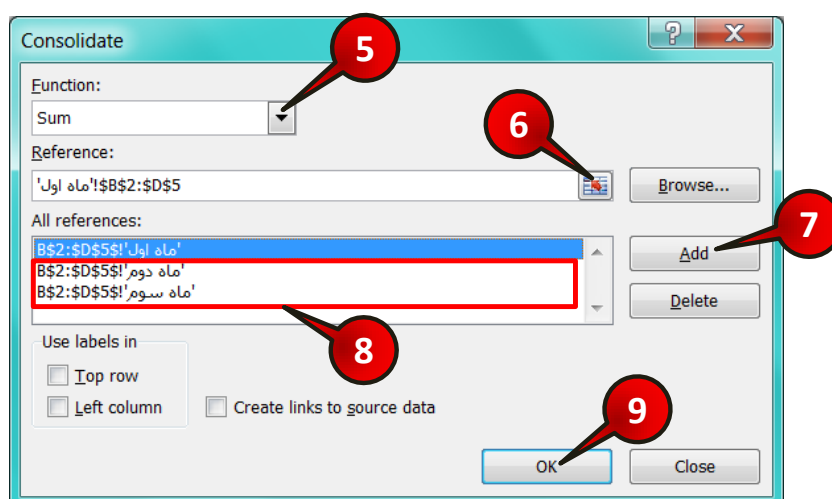 Consolidate
5
Function:
Sum
6
Reference:
'ماه اول'!$B$2:$D$5
Browse...
7
All references:
'ماه اول'!$B$2:$D$5
'ماه دوم'!$B$2:$D$5
'ماه سوم'!$B$2:$D$5
Add
Delete
8
Use labels in
Top row
Left column
Create links to source data
9
OK
Close